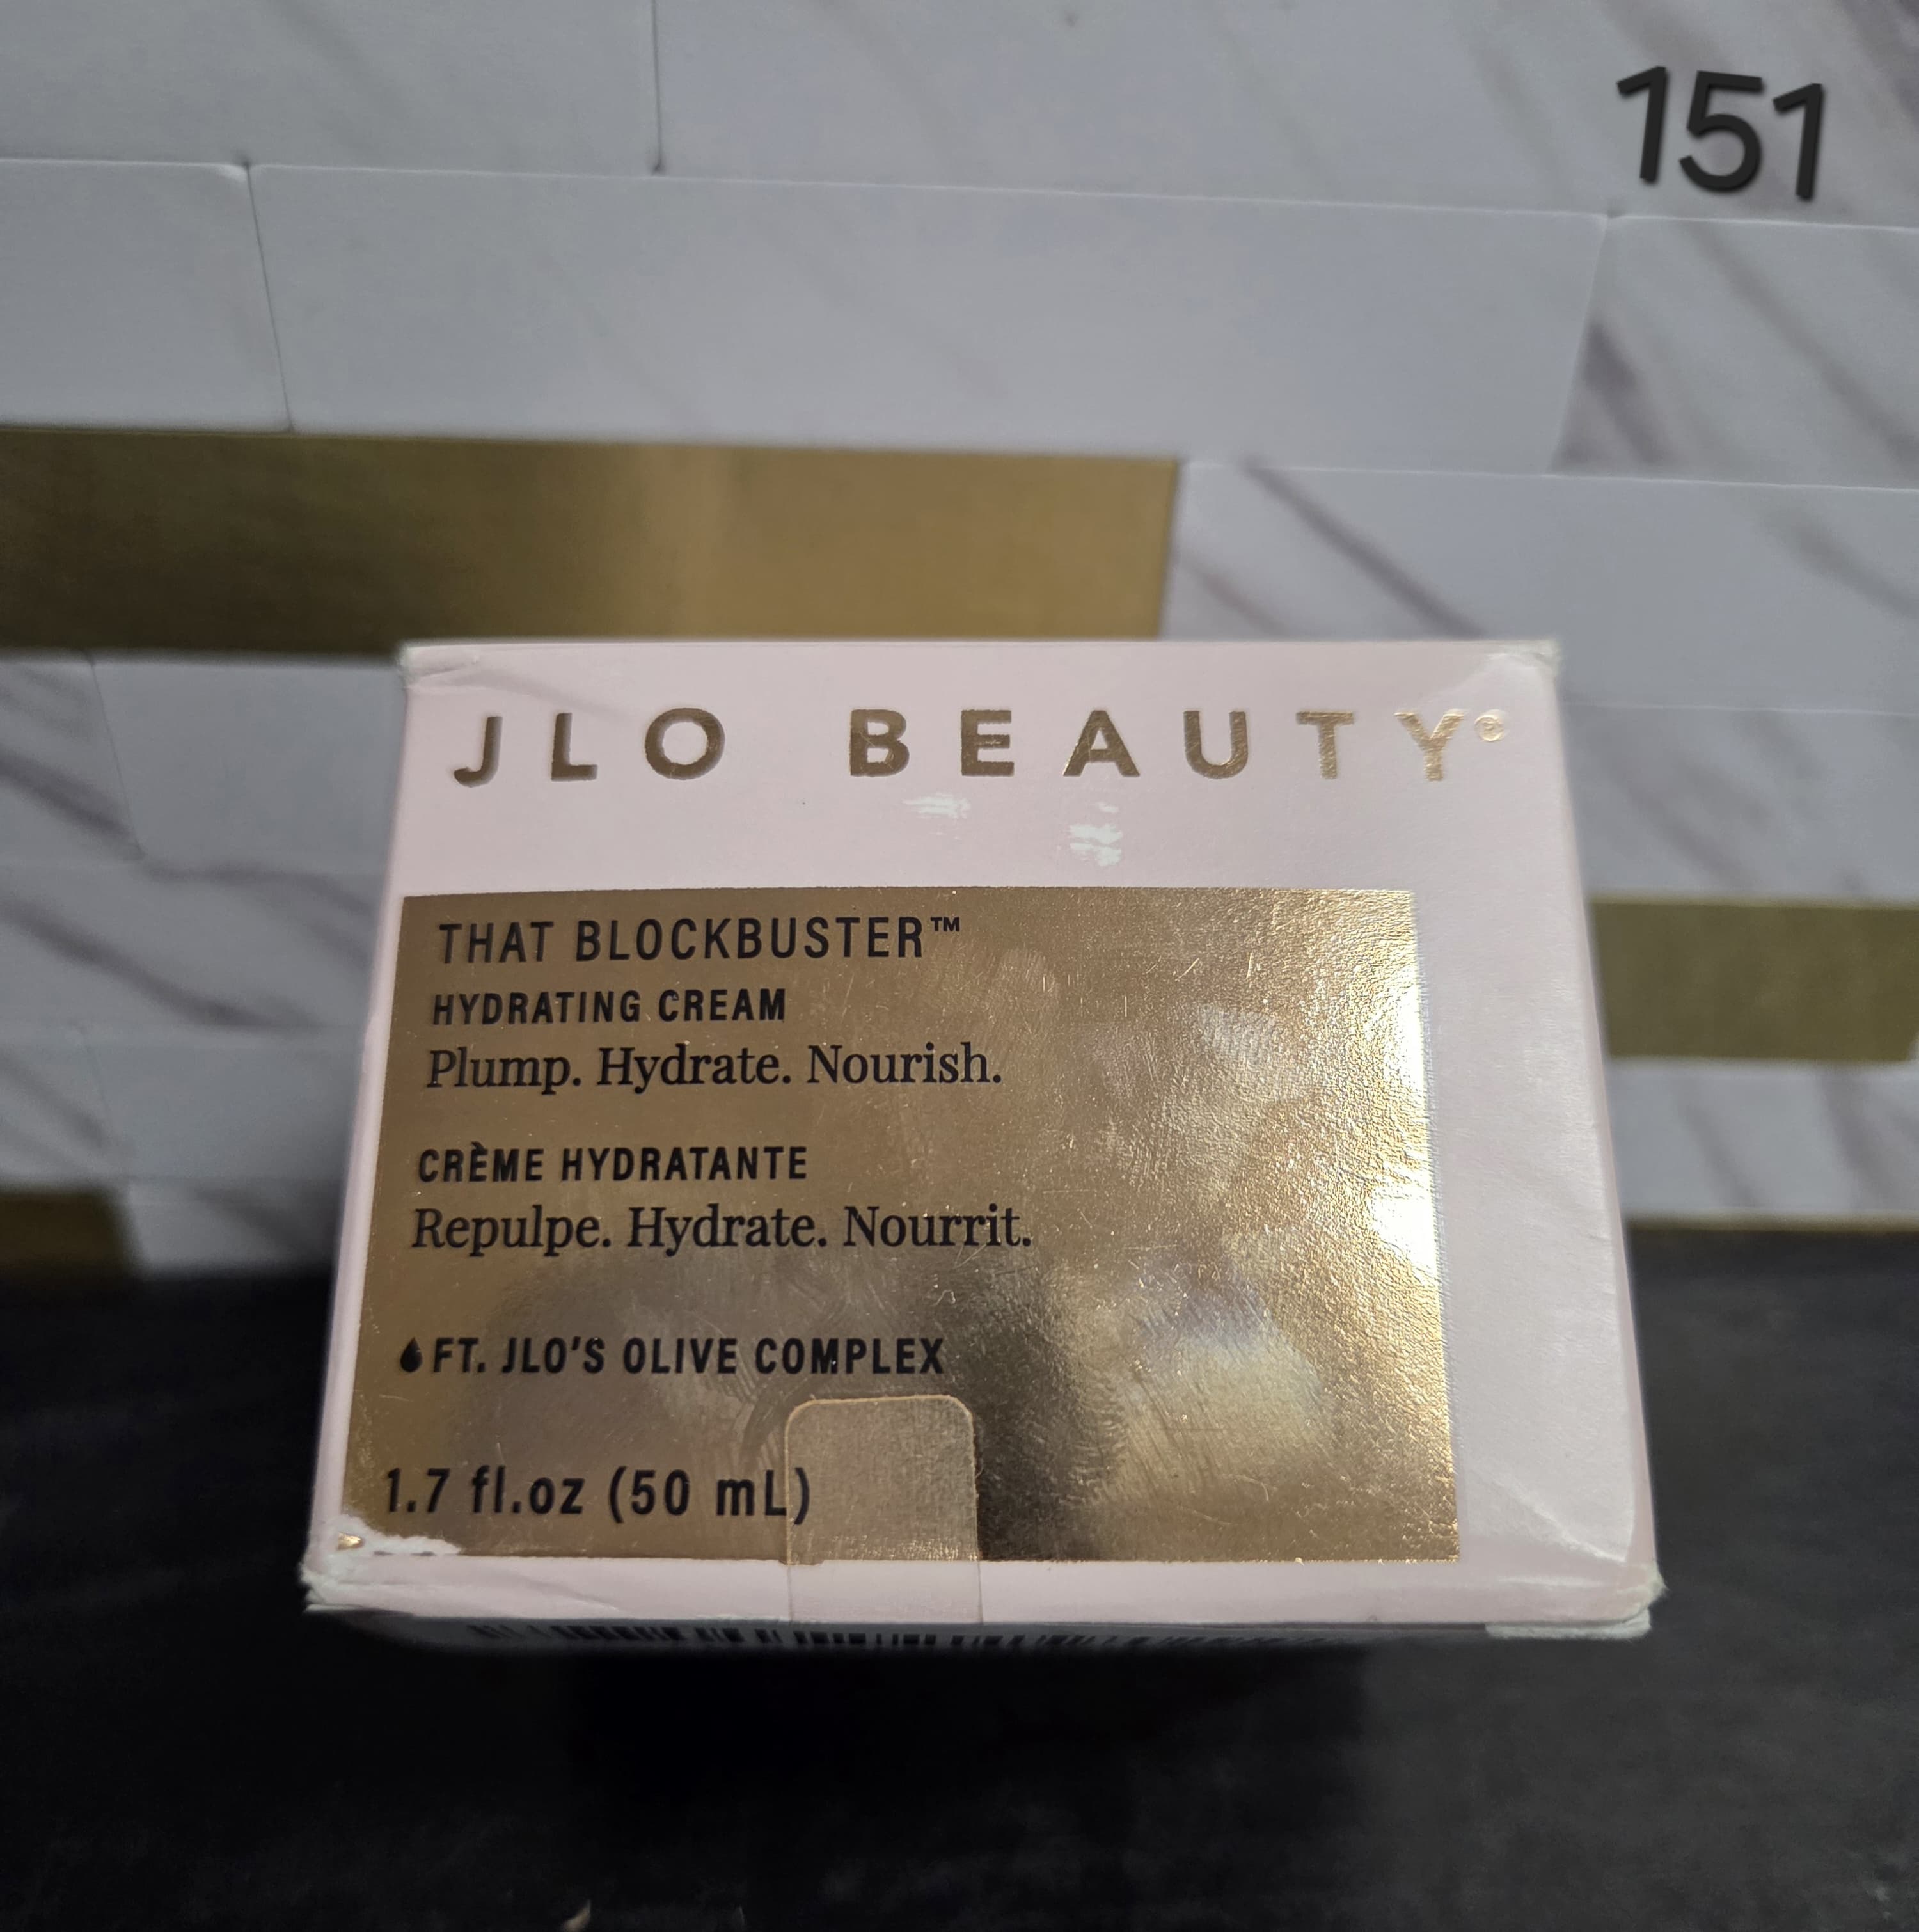 151
JLO BEAUTY®
THAT BLOCKBUSTER™
HYDRATING CREAM
Plump. Hydrate. Nourish.
CRÈME HYDRATANTE
Repulpe. Hydrate. Nourrit.
FT. JLO'S OLIVE COMPLEX
1.7 fl.oz (50 mL)